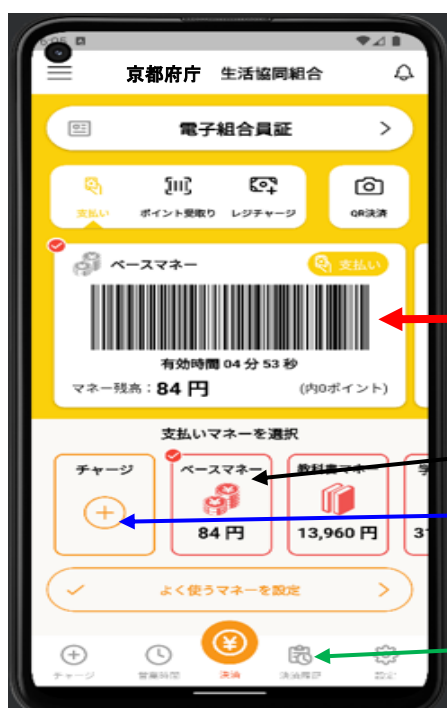 京都府庁 生活協同組合
電子組合員証
支払い ポイント受取り レジチャージ QR決済
ベースマネー 支払い
有効時間 04 分 53 秒
マネー残高：84 円 (内0ポイント)
支払いマネーを選択
チャージ ベースマネー 教科書マネー 学
84 円 13,960 円 31
よく使うマネーを設定
チャージ 営業時間 決済 決済履歴 設定